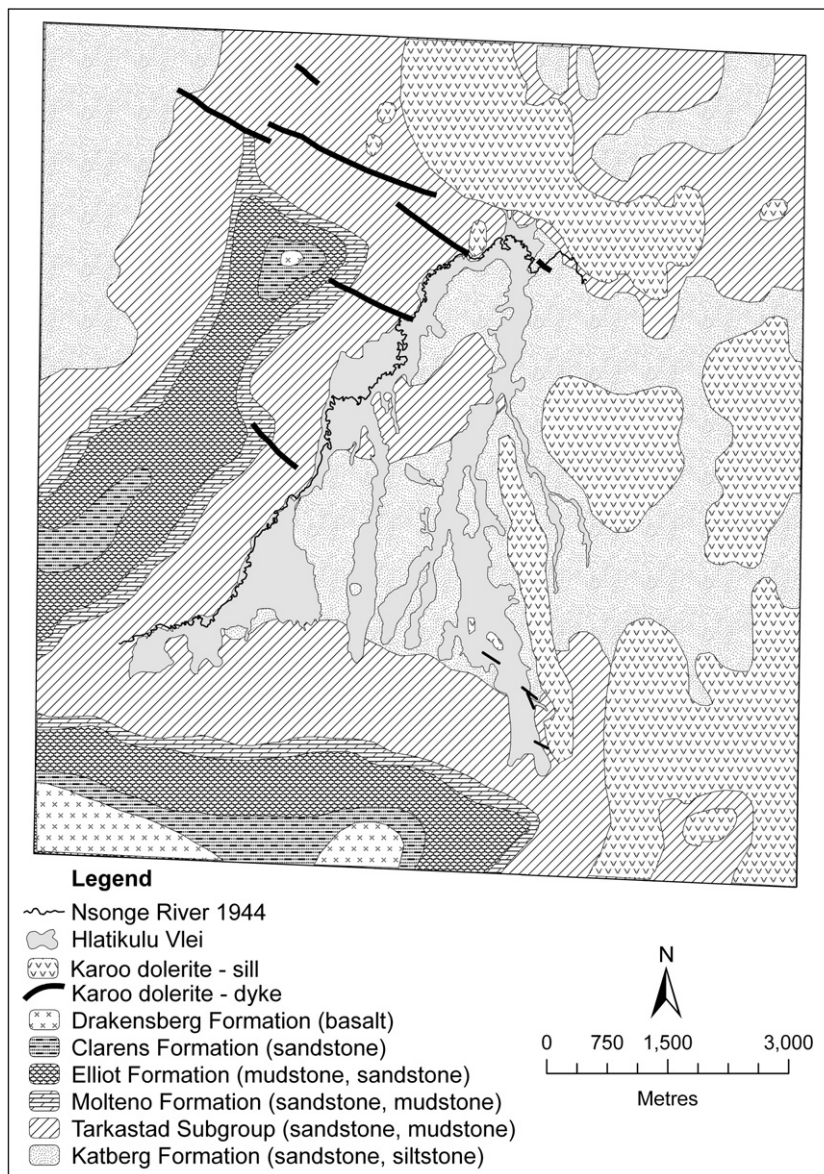 Legend
Nsonge River 1944
Hlatikulu Vlei
Karoo dolerite - sill
Karoo dolerite - dyke
Drakensberg Formation (basalt)
Clarens Formation (sandstone)
Elliot Formation (mudstone, sandstone)
Molteno Formation (sandstone, mudstone)
Tarkastad Subgroup (sandstone, mudstone)
Katberg Formation (sandstone, siltstone)
N
0 750 1,500 3,000
Metres